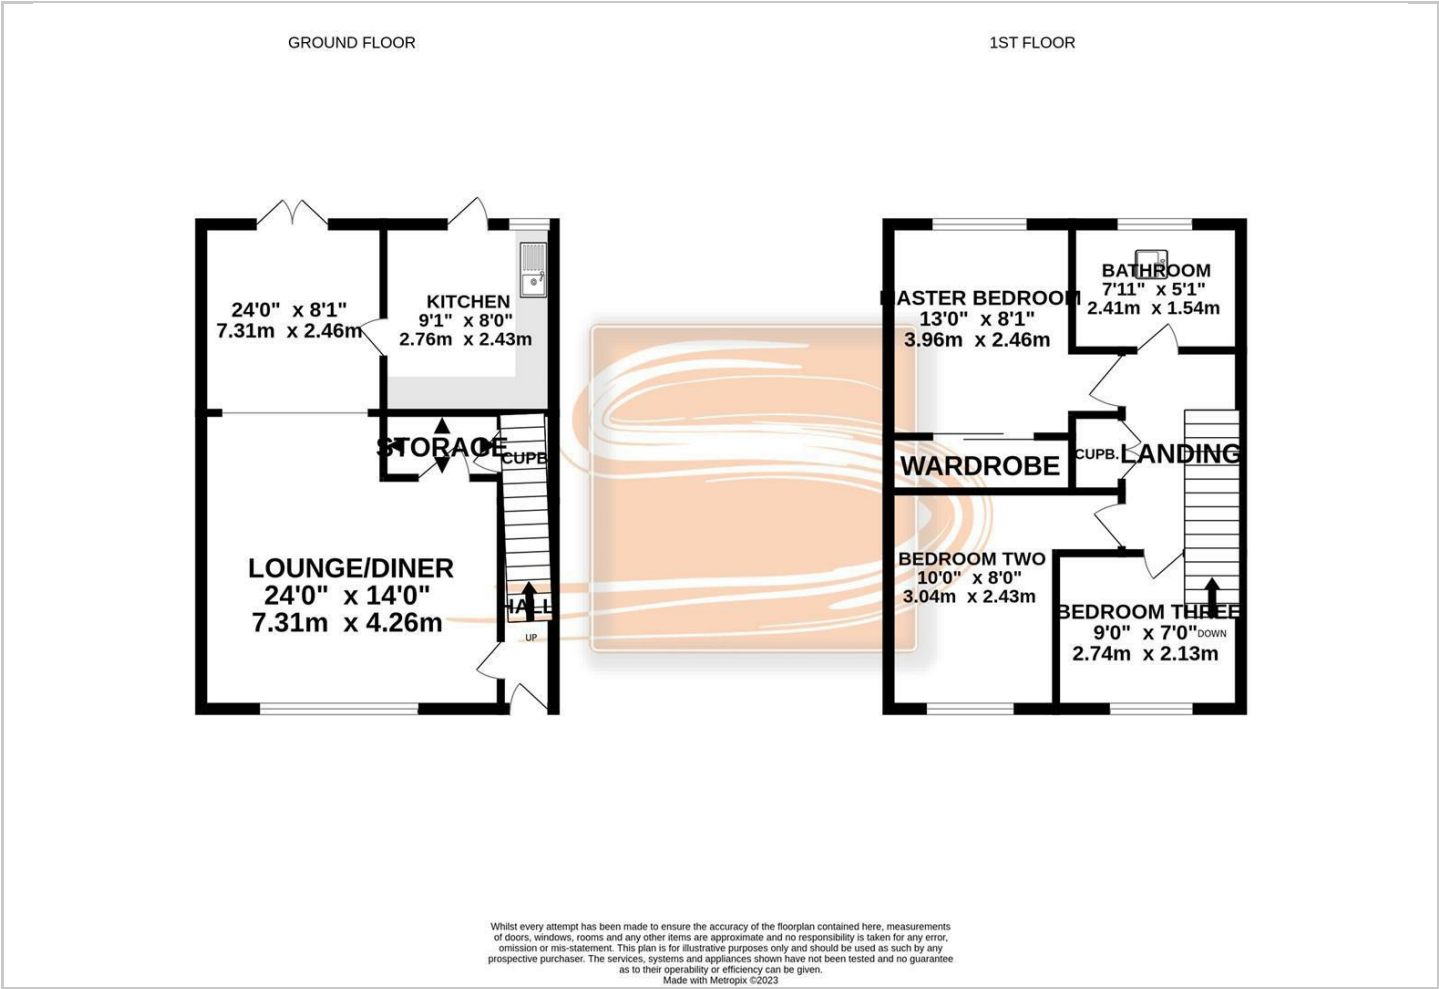 GROUND FLOOR
1ST FLOOR
24'0" x 8'1"
7.31m x 2.46m
KITCHEN
9'1" x 8'0"
2.76m x 2.43m
STORAGE
CUPB
LOUNGE/DINER
24'0" x 14'0"
7.31m x 4.26m
HALL
UP
MASTER BEDROOM
13'0" x 8'1"
3.96m x 2.46m
BATHROOM
7'11" x 5'1"
2.41m x 1.54m
WARDROBE
CUPB.
LANDING
BEDROOM TWO
10'0" x 8'0"
3.04m x 2.43m
BEDROOM THREE
9'0" x 7'0"
DOWN
2.74m x 2.13m
Whilst every attempt has been made to ensure the accuracy of the floorplan contained here, measurements
of doors, windows, rooms and any other items are approximate and no responsibility is taken for any error,
omission or mis-statement. This plan is for illustrative purposes only and should be used as such by any
prospective purchaser. The services, systems and appliances shown have not been tested and no guarantee
as to their operability or efficiency can be given.
Made with Metropix ©2023